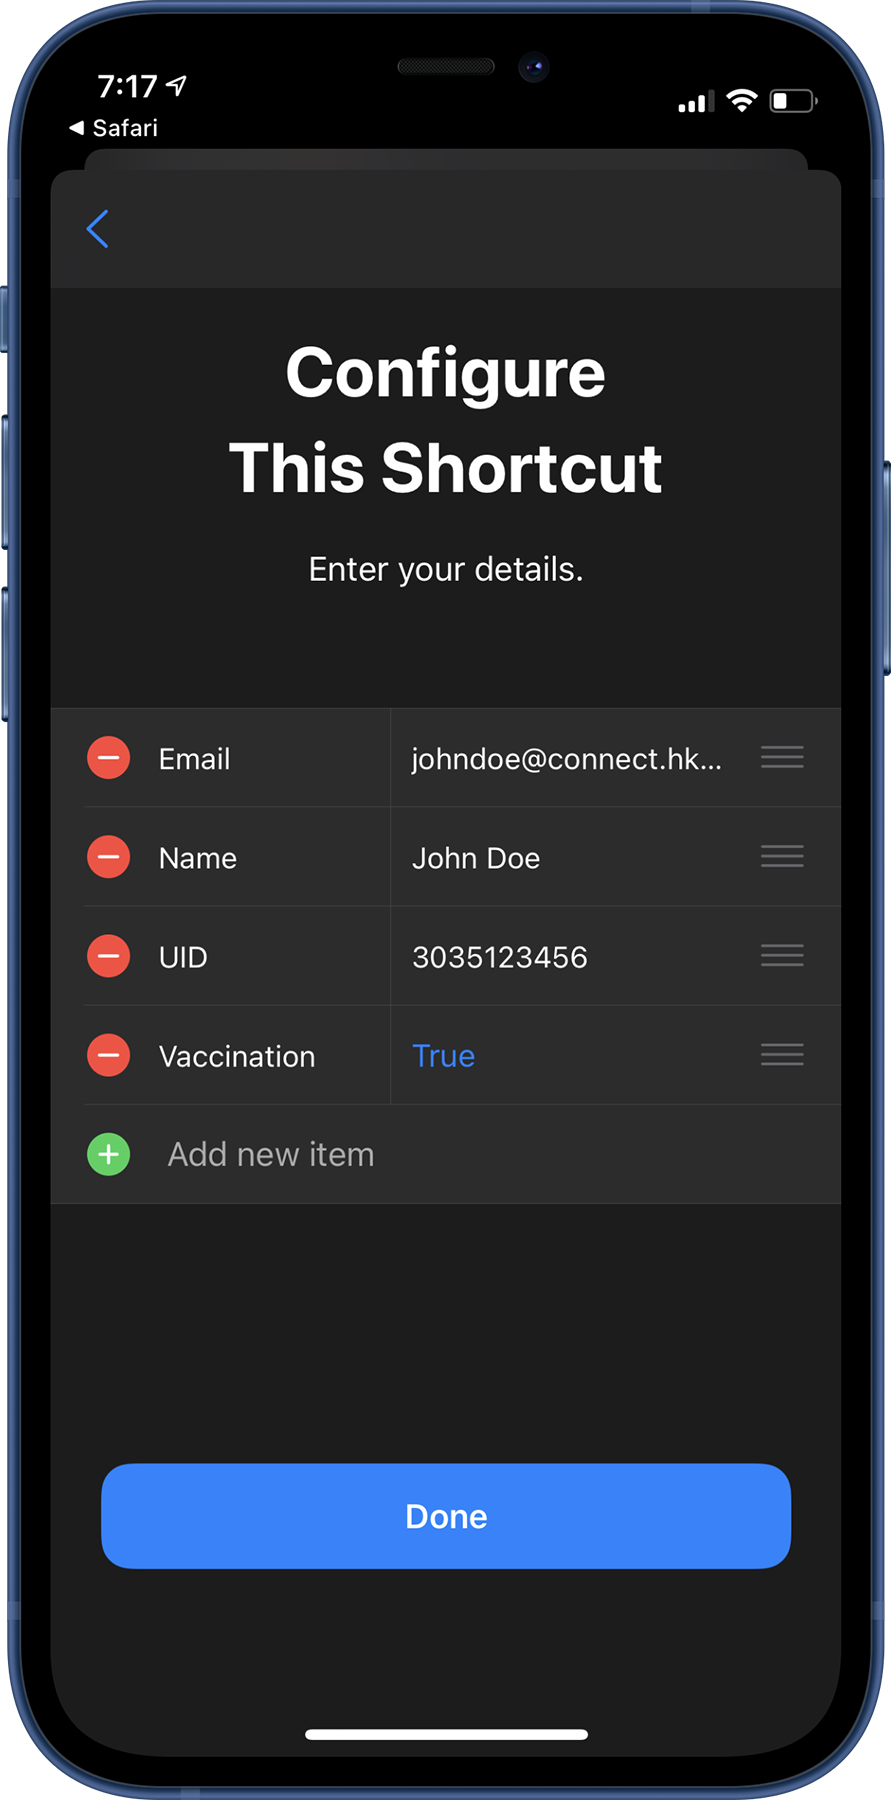 7:17
Safari
Configure
This Shortcut
Enter your details.
Email johndoe@connect.hk...
Name John Doe
UID 3035123456
Vaccination True
Add new item
Done